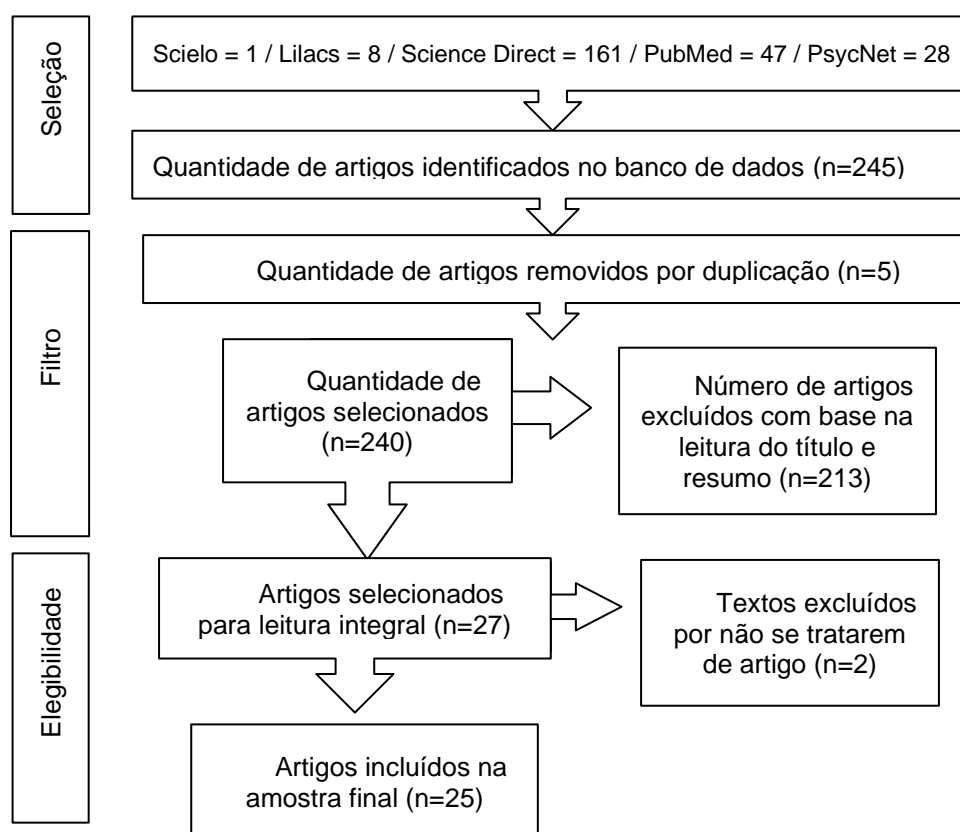 Seleção
Scielo = 1 / Lilacs = 8 / Science Direct = 161 / PubMed = 47 / PsycNet = 28
Quantidade de artigos identificados no banco de dados (n=245)
Filtro
Quantidade de artigos removidos por duplicação (n=5)
Quantidade de
artigos selecionados
(n=240)
Número de artigos
excluídos com base na
leitura do título e
resumo (n=213)
Elegibilidade
Artigos selecionados
para leitura integral (n=27)
Textos excluídos
por não se tratarem
de artigo (n=2)
Artigos incluídos na
amostra final (n=25)